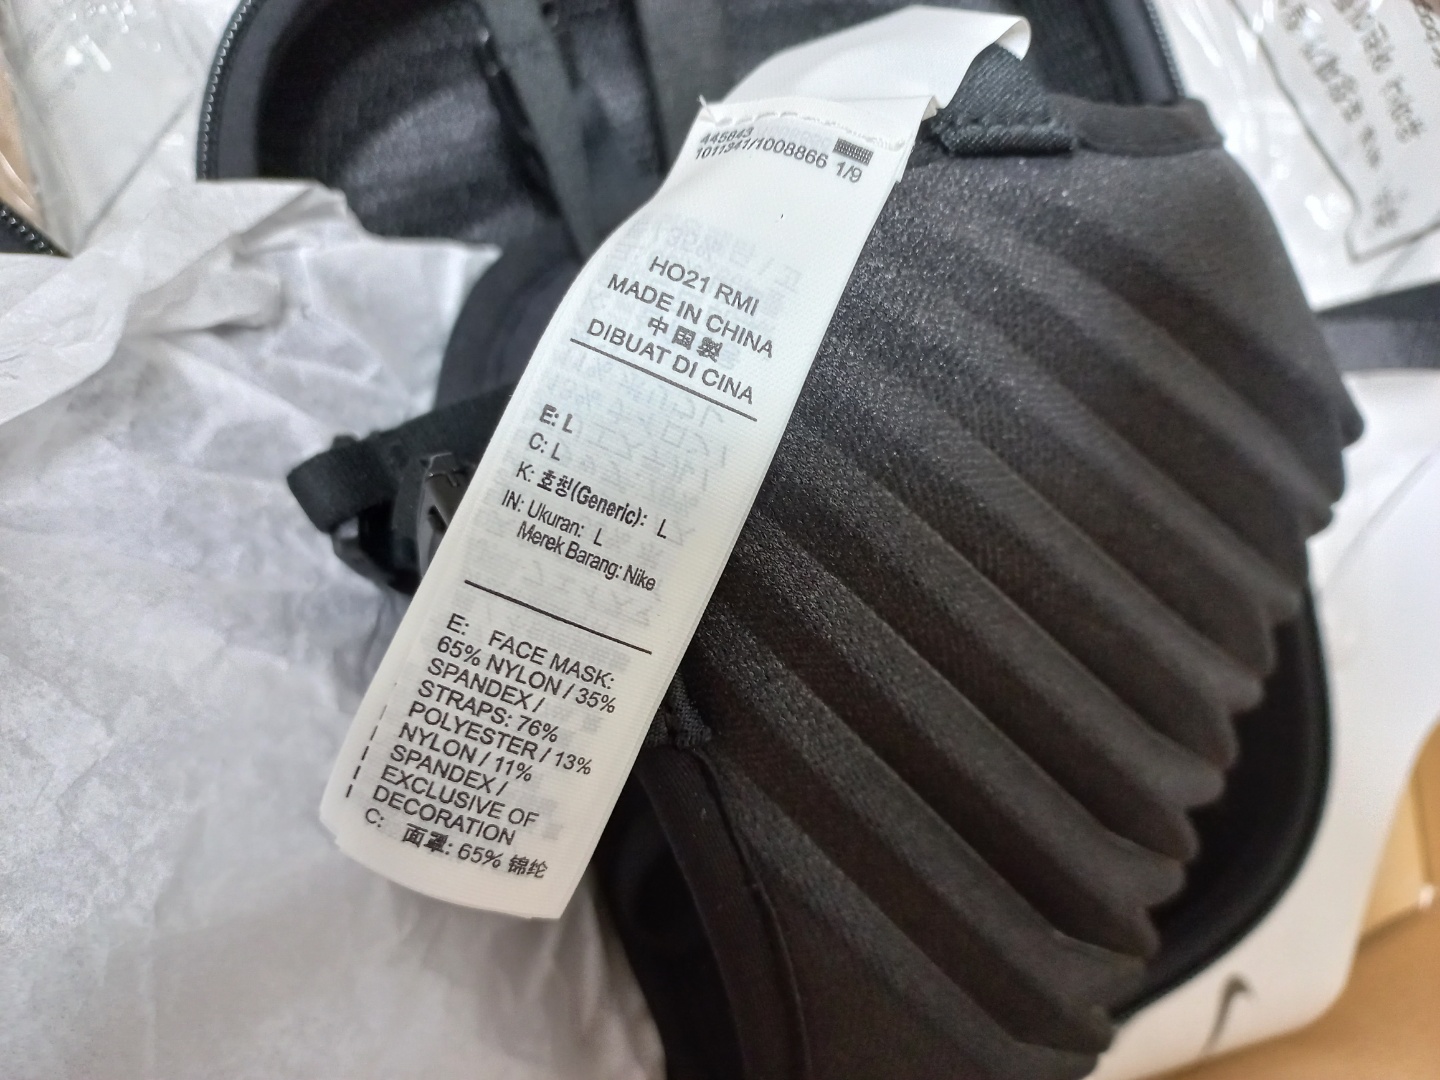 445843
1011341/1008866 1/9
HO21 RMI
MADE IN CHINA
中国製
DIBUAT DI CINA
E: L
C: L
K: 호칭(Generic): L
IN: Ukuran: L
Merek Barang: Nike
E: FACE MASK:
65% NYLON / 35%
SPANDEX /
STRAPS: 76%
POLYESTER / 13%
NYLON / 11%
SPANDEX /
EXCLUSIVE OF
DECORATION
C: 面罩: 65% 锦纶